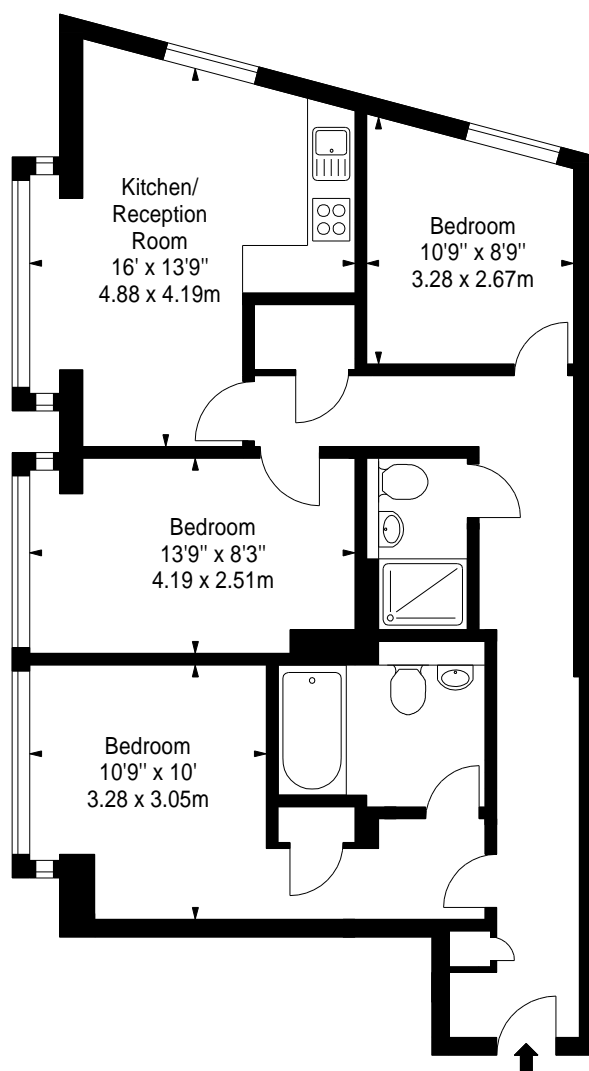 Kitchen/
Reception
Room
16' x 13'9"
4.88 x 4.19m
Bedroom
10'9" x 8'9"
3.28 x 2.67m
Bedroom
13'9" x 8'3"
4.19 x 2.51m
Bedroom
10'9" x 10'
3.28 x 3.05m